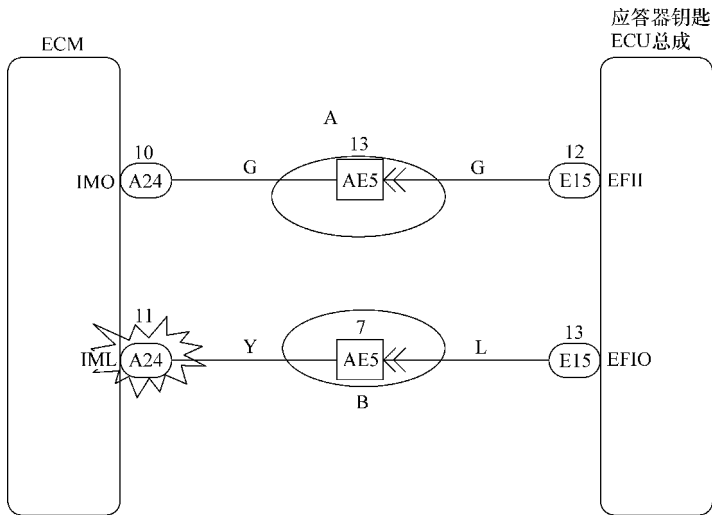 应答器钥匙
ECM ECU总成
A
10 13 12
IMO A24 G AE5 G E15 EFII
11 7 13
IML A24 Y AE5 L E15 EFIO
B